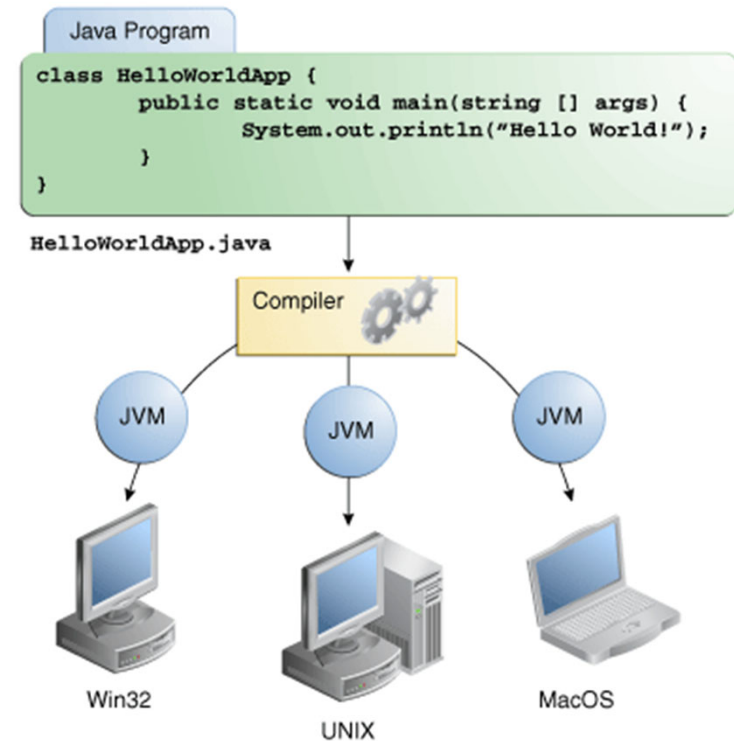 Java Program
class HelloWorldApp {
public static void main(string [] args) {
System.out.println(”Hello World!”);
}
}
HelloWorldApp.java
Compiler
JVM
JVM
JVM
Win32
UNIX
MacOS